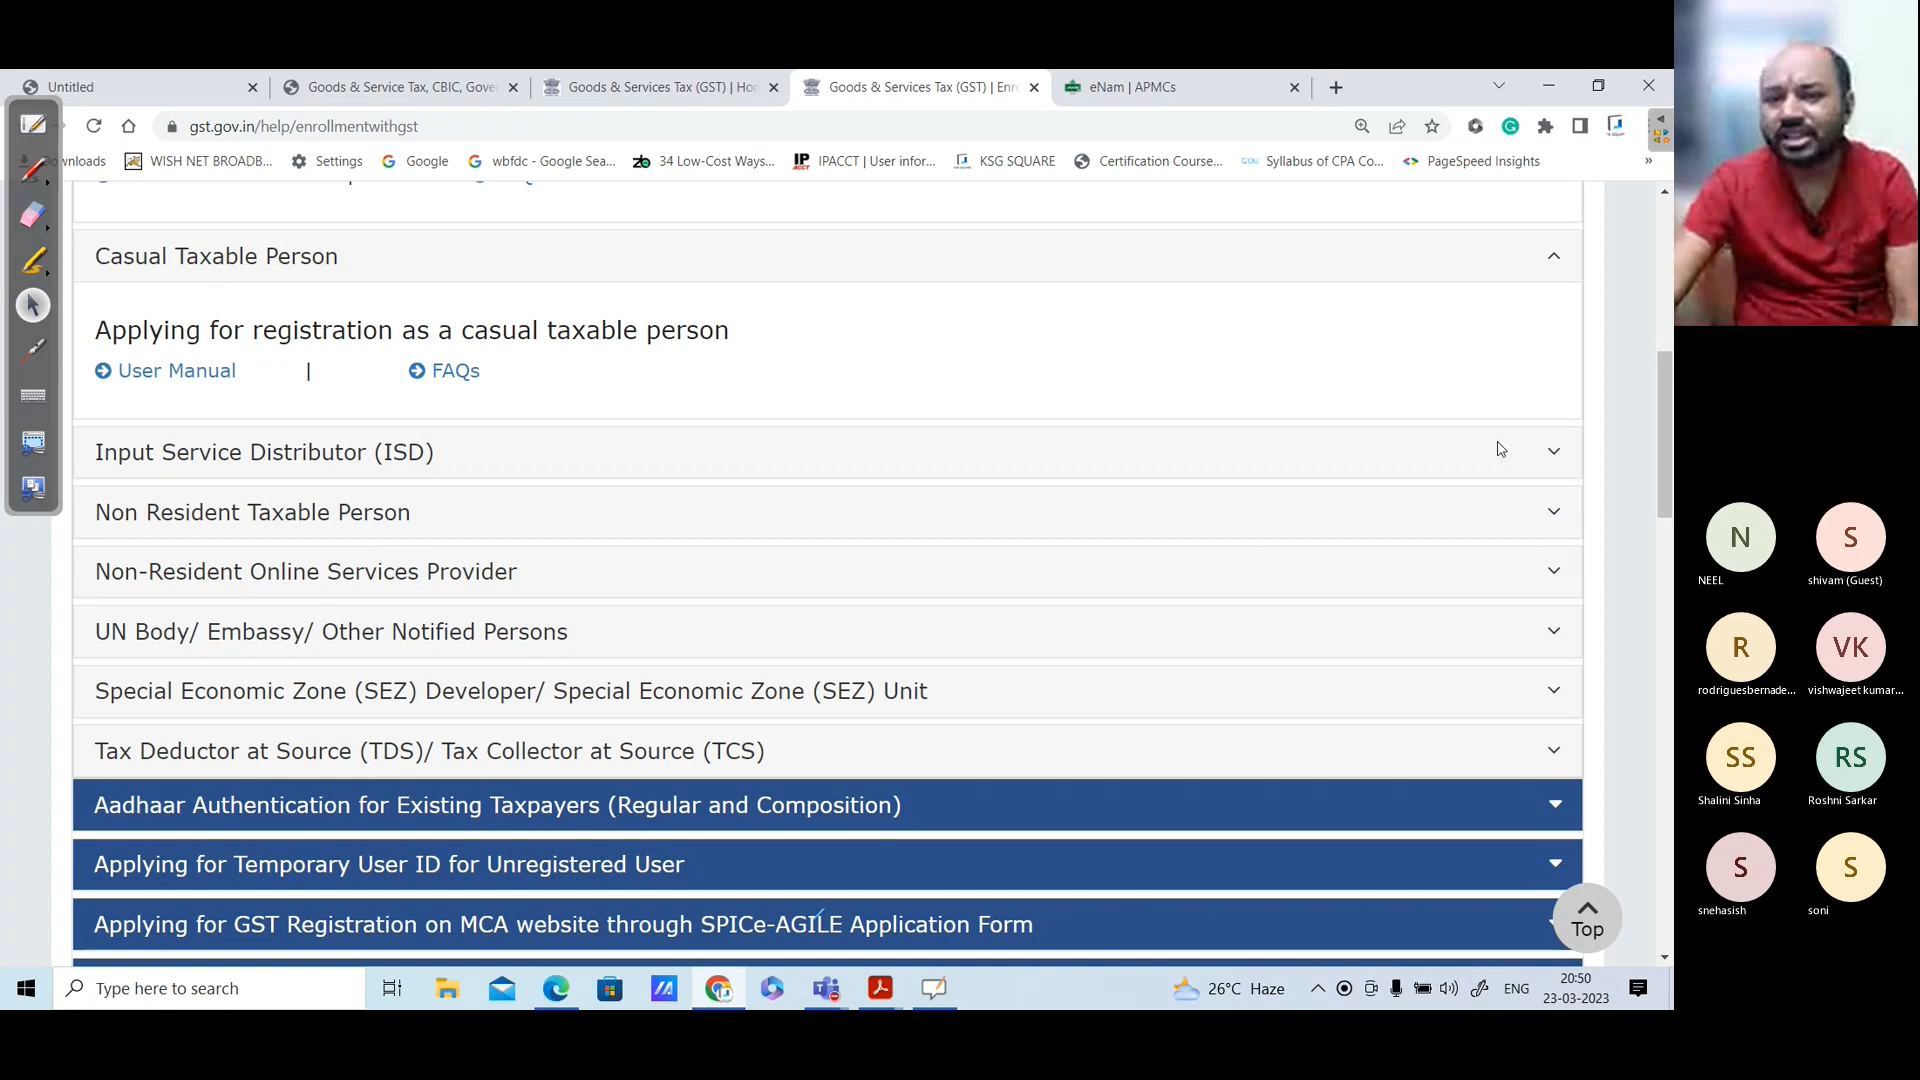 Untitled
Goods & Service Tax, CBIC, Gove
Goods & Services Tax (GST) | Hor
Goods & Services Tax (GST) | Enr
eNam | APMCs
gst.gov.in/help/enrollmentwithgst
ownloads
WISH NET BROADB...
Settings
Google
wbfdc - Google Sea...
34 Low-Cost Ways...
IPACCT | User infor...
KSG SQUARE
Certification Course...
Syllabus of CPA Co...
PageSpeed Insights
»
Casual Taxable Person
Applying for registration as a casual taxable person
User Manual | FAQs
Input Service Distributor (ISD)
Non Resident Taxable Person
Non-Resident Online Services Provider
UN Body/ Embassy/ Other Notified Persons
Special Economic Zone (SEZ) Developer/ Special Economic Zone (SEZ) Unit
Tax Deductor at Source (TDS)/ Tax Collector at Source (TCS)
Aadhaar Authentication for Existing Taxpayers (Regular and Composition)
Applying for Temporary User ID for Unregistered User
Applying for GST Registration on MCA website through SPICe-AGILE Application Form
Top
Type here to search
26°C Haze
ENG
20:50
23-03-2023
N
NEEL
S
shivam (Guest)
R
rodriguesbernade...
VK
vishwajeet kumar...
SS
Shalini Sinha
RS
Roshni Sarkar
S
snehasish
S
soni